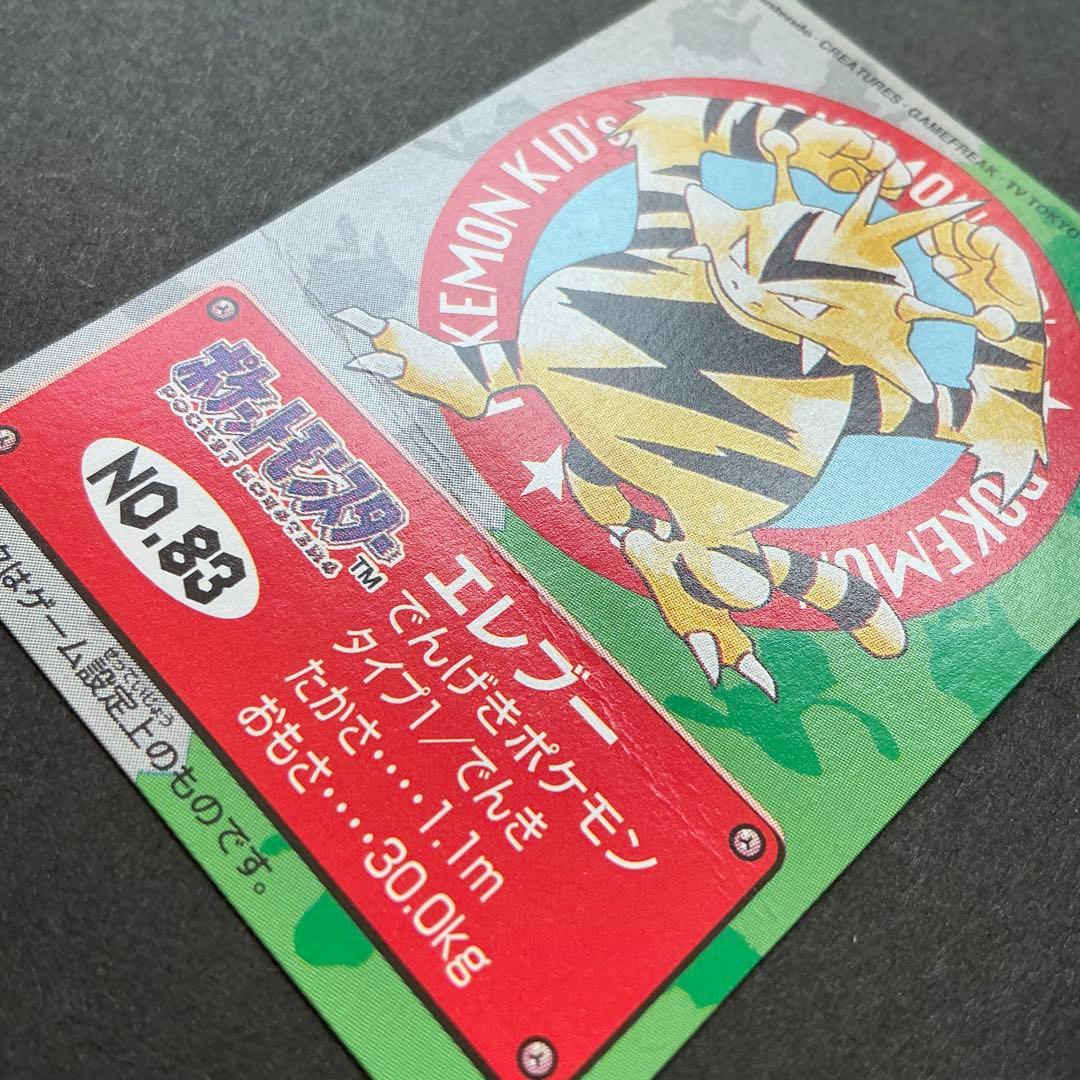 CREATURES・GAMEFREAK・TV TOKYO
KEMON KID'S
POKEMO
ポケットモンスター
POCKET MONSTERS
TM
NO.83
エレブー
でんげきポケモン
タイプ1/でんき
たかさ‥‥1.1m
おもさ‥‥30.0kg
はゲーム設定上のものです。